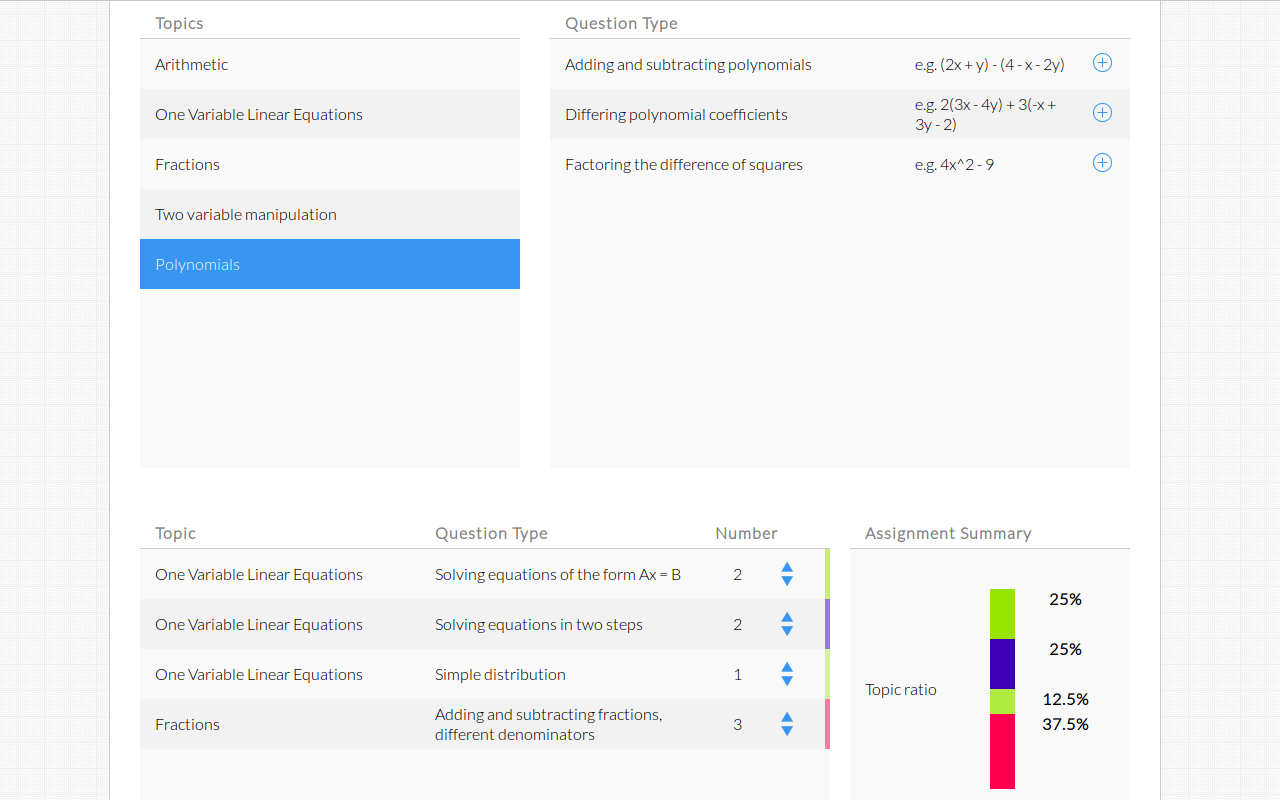 Topics
Arithmetic
One Variable Linear Equations
Fractions
Two variable manipulation
Polynomials
Question Type
Adding and subtracting polynomials e.g. (2x + y) - (4 - x - 2y)
Differing polynomial coefficients e.g. 2(3x - 4y) + 3(-x +
3y - 2)
Factoring the difference of squares e.g. 4x^2 - 9
Topic Question Type Number
One Variable Linear Equations Solving equations of the form Ax = B 2
One Variable Linear Equations Solving equations in two steps 2
One Variable Linear Equations Simple distribution 1
Fractions Adding and subtracting fractions,
different denominators 3
Assignment Summary
Topic ratio
25%
25%
12.5%
37.5%